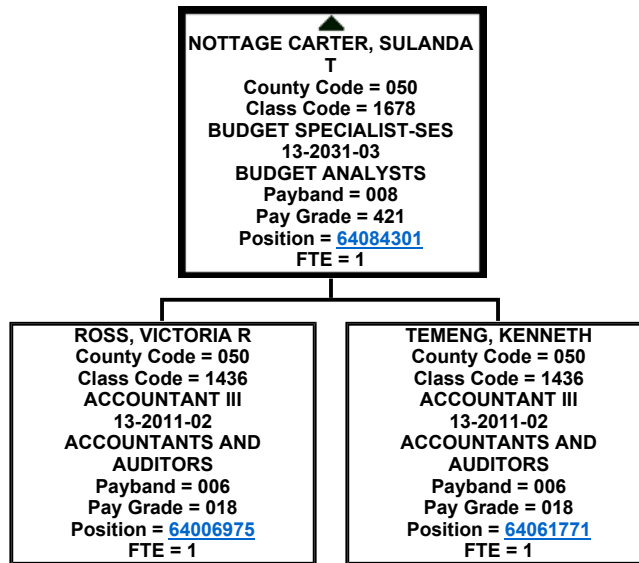 NOTTAGE CARTER, SULANDA
T
County Code = 050
Class Code = 1678
BUDGET SPECIALIST-SES
13-2031-03
BUDGET ANALYSTS
Payband = 008
Pay Grade = 421
Position = 64084301
FTE = 1
ROSS, VICTORIA R
County Code = 050
Class Code = 1436
ACCOUNTANT III
13-2011-02
ACCOUNTANTS AND
AUDITORS
Payband = 006
Pay Grade = 018
Position = 64006975
FTE = 1
TEMENG, KENNETH
County Code = 050
Class Code = 1436
ACCOUNTANT III
13-2011-02
ACCOUNTANTS AND
AUDITORS
Payband = 006
Pay Grade = 018
Position = 64061771
FTE = 1